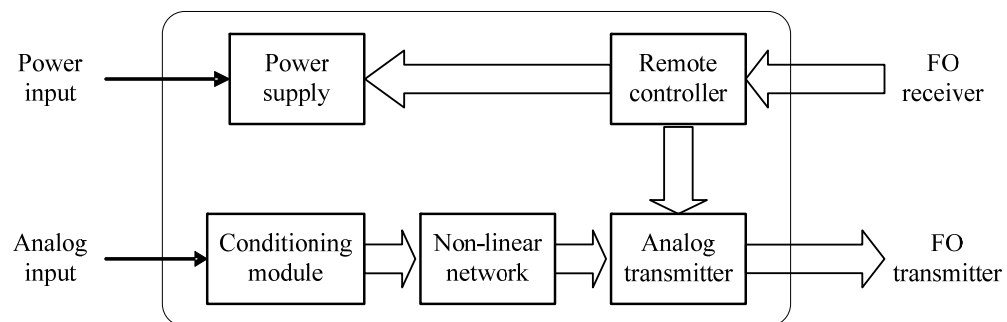 Power
input
Power
supply
Remote
controller
FO
receiver
Analog
input
Conditioning
module
Non-linear
network
Analog
transmitter
FO
transmitter